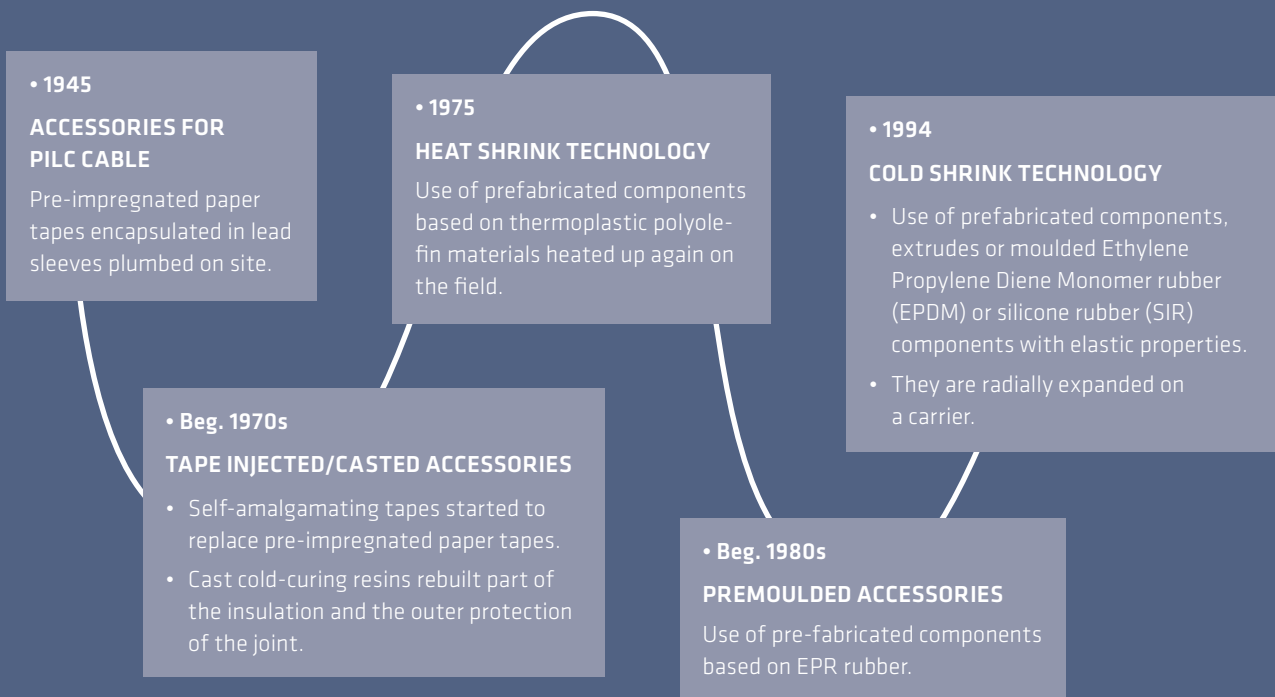 • 1945
ACCESSORIES FOR
PILC CABLE
Pre-impregnated paper
tapes encapsulated in lead
sleeves plumbed on site.
• Beg. 1970s
TAPE INJECTED/CASTED ACCESSORIES
• Self-amalgamating tapes started to
replace pre-impregnated paper tapes.
• Cast cold-curing resins rebuilt part of
the insulation and the outer protection
of the joint.
• 1975
HEAT SHRINK TECHNOLOGY
Use of prefabricated components
based on thermoplastic polyole-
fin materials heated up again on
the field.
• Beg. 1980s
PREMOULDED ACCESSORIES
Use of pre-fabricated components
based on EPR rubber.
• 1994
COLD SHRINK TECHNOLOGY
• Use of prefabricated components,
extrudes or moulded Ethylene
Propylene Diene Monomer rubber
(EPDM) or silicone rubber (SIR)
components with elastic properties.
• They are radially expanded on
a carrier.